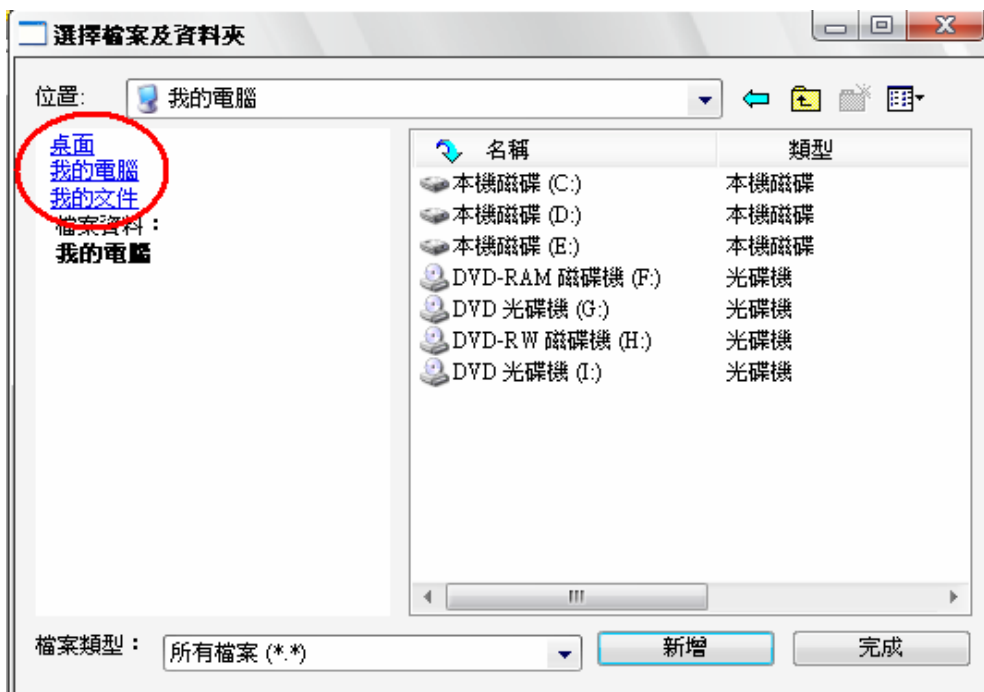 選擇檔案及資料夾
位置: 我的電腦
桌面
我的電腦
我的文件
檔案資料：
我的電腦
名稱 類型
本機磁碟 (C:) 本機磁碟
本機磁碟 (D:) 本機磁碟
本機磁碟 (E:) 本機磁碟
DVD-RAM 磁碟機 (F:) 光碟機
DVD 光碟機 (G:) 光碟機
DVD-RW 磁碟機 (H:) 光碟機
DVD 光碟機 (I:) 光碟機
檔案類型： 所有檔案 (*.*) 新增 完成